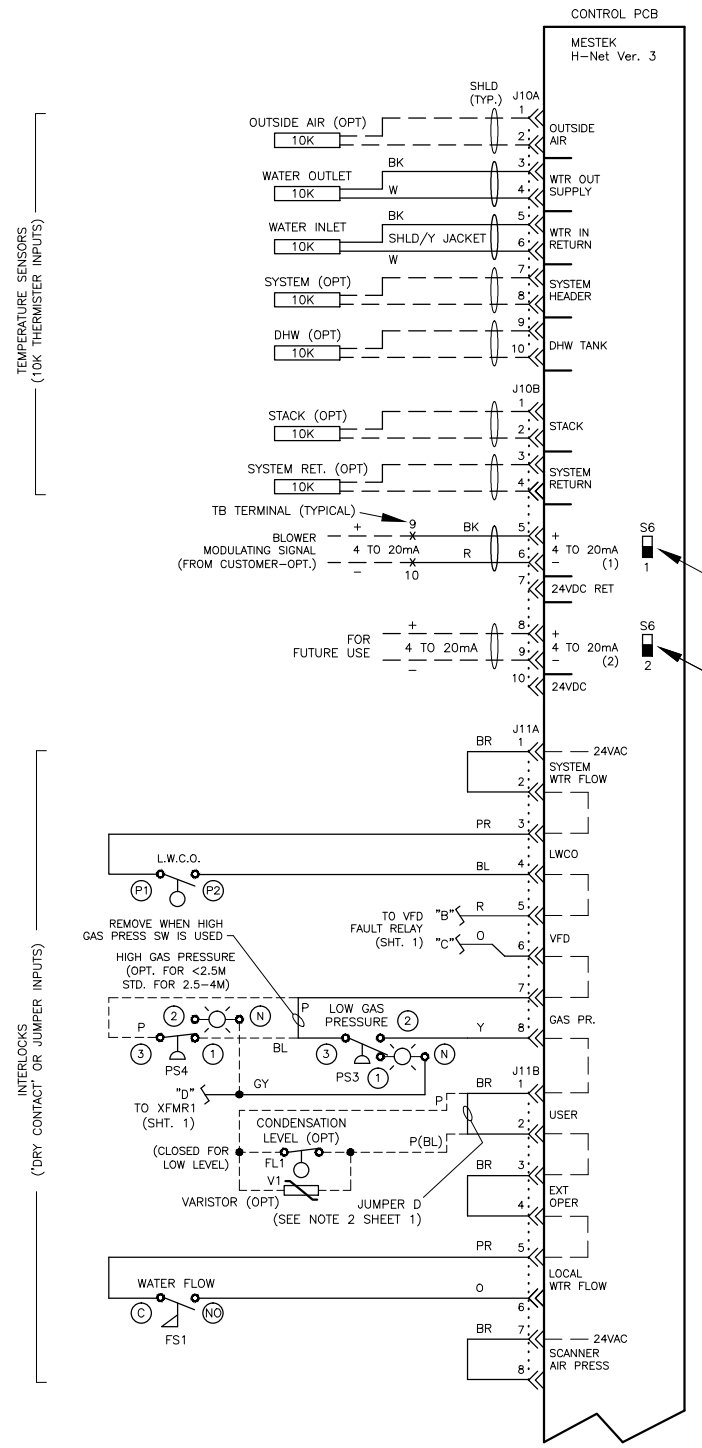 CONTROL PCB
MESTEK
H-Net Ver. 3
SHLD
(TYP.)
J10A
TEMPERATURE SENSORS
(10K THERMISTER INPUTS)
OUTSIDE AIR (OPT)
10K
1
2
OUTSIDE
AIR
WATER OUTLET
10K
BK
W
3
4
WTR OUT
SUPPLY
WATER INLET
10K
BK
SHLD/Y JACKET
W
5
6
WTR IN
RETURN
SYSTEM (OPT)
10K
7
8
SYSTEM
HEADER
DHW (OPT)
10K
9
10
DHW TANK
J10B
STACK (OPT)
10K
1
2
STACK
SYSTEM RET. (OPT)
10K
3
4
SYSTEM
RETURN
TB TERMINAL (TYPICAL)
BLOWER
MODULATING SIGNAL
(FROM CUSTOMER-OPT.)
+
4 TO 20mA
–
9
X
X
10
BK
R
5
6
7
+
4 TO 20mA
–
(1)
24VDC RET
S6
1
FOR
FUTURE USE
+
4 TO 20mA
–
8
9
10
+
4 TO 20mA
–
(2)
24VDC
S6
2
INTERLOCKS
('DRY CONTACT' OR JUMPER INPUTS)
J11A
BR
1
2
24VAC
SYSTEM
WTR FLOW
PR
3
L.W.C.O.
P1
P2
BL
4
LWCO
TO VFD
FAULT RELAY
(SHT. 1)
"B"
"C"
R
O
5
6
VFD
REMOVE WHEN HIGH
GAS PRESS SW IS USED
HIGH GAS PRESSURE
(OPT. FOR <2.5M
STD. FOR 2.5-4M)
P
7
2
N
P
3
1
PS4
BL
LOW GAS
PRESSURE
2
3
1
PS3
N
Y
8
GAS PR.
"D"
TO XFMR1
(SHT. 1)
GY
J11B
P
BR
1
2
USER
CONDENSATION
LEVEL (OPT)
(CLOSED FOR
LOW LEVEL)
FL1
P(BL)
V1
VARISTOR (OPT)
JUMPER D
(SEE NOTE 2 SHEET 1)
BR
3
4
EXT
OPER
PR
5
WATER FLOW
C
NO
FS1
O
6
LOCAL
WTR FLOW
BR
7
8
24VAC
SCANNER
AIR PRESS